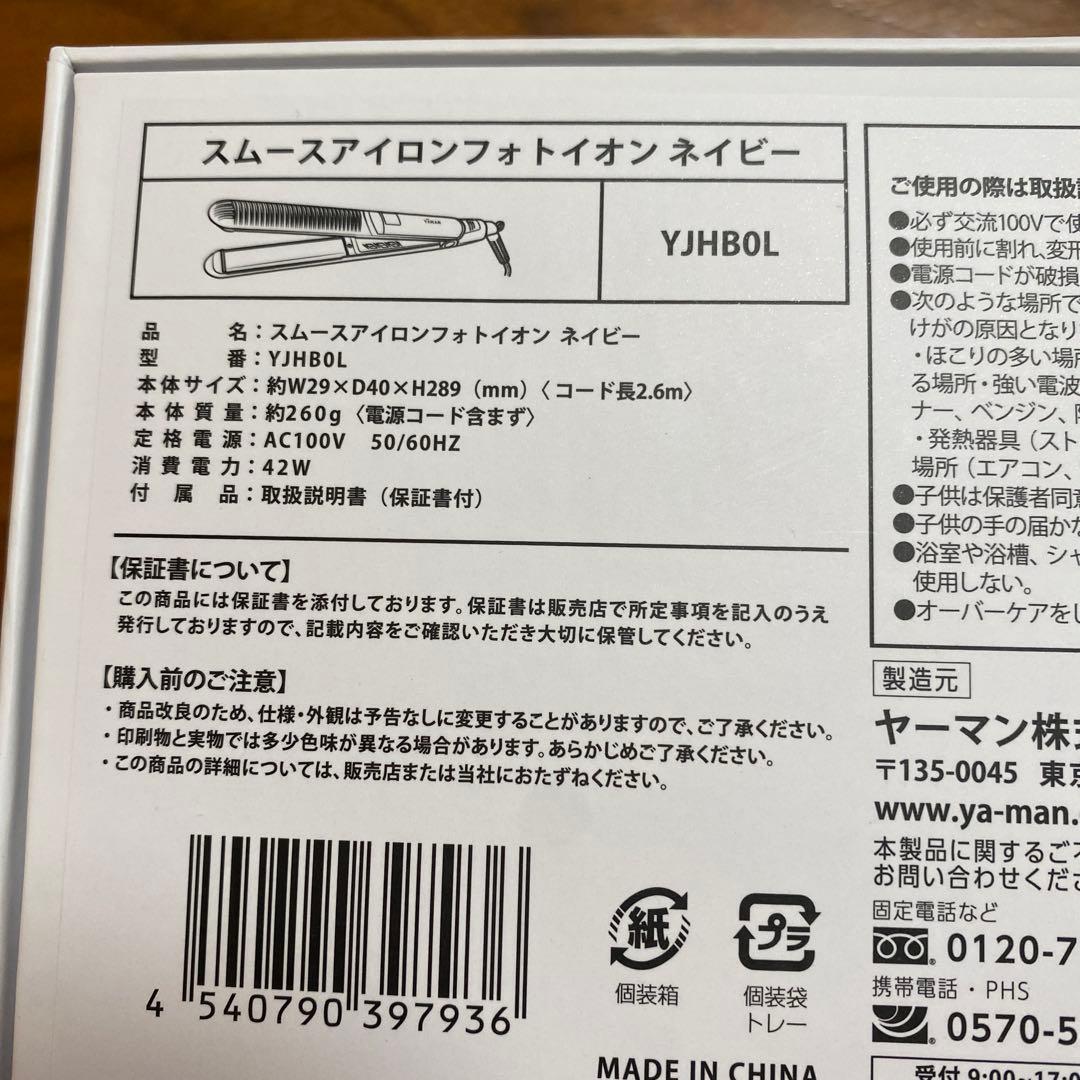 スムースアイロンフォトイオン ネイビー
YAMAN
YJHB0L
品名：スムースアイロンフォトイオン ネイビー
型番：YJHB0L
本体サイズ：約W29×D40×H289（mm）〈コード長2.6m〉
本体質量：約260g〈電源コード含まず〉
定格電源：AC100V 50/60HZ
消費電力：42W
付属品：取扱説明書（保証書付）
【保証書について】
この商品には保証書を添付しております。保証書は販売店で所定事項を記入のうえ
発行しておりますので、記載内容をご確認いただき大切に保管してください。
【購入前のご注意】
・商品改良のため、仕様・外観は予告なしに変更することがありますので、ご了承ください。
・印刷物と実物では多少色味が異なる場合があります。あらかじめご了承ください。
・この商品の詳細については、販売店または当社におたずねください。
4 540790 397936
紙
個装箱
プラ
個装袋
トレー
MADE IN CHINA
ご使用の際は取扱
●必ず交流100Vで使
●使用前に割れ、変形
●電源コードが破損
●次のような場所で
けがの原因となり
・ほこりの多い場所
る場所・強い電波
ナー、ベンジン、
・発熱器具（スト
場所（エアコン、
●子供は保護者同意
●子供の手の届かな
●浴室や浴槽、シャ
使用しない。
●オーバーケアをし
製造元
ヤーマン株式
〒135-0045 東京
www.ya-man.
本製品に関するご
お問い合わせくださ
固定電話など
0120-7
携帯電話・PHS
0570-5
受付 9:00~17:0